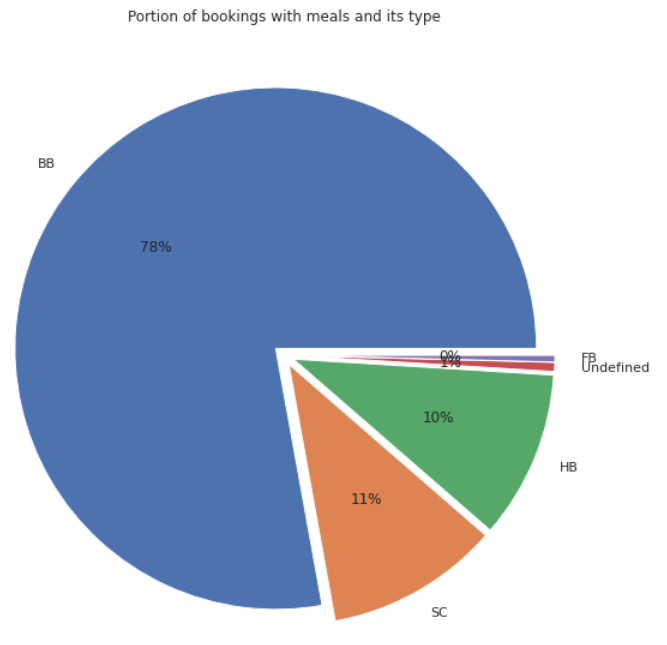 Portion of bookings with meals and its type
BB
78%
0%
FB
1%
Undefined
10%
HB
11%
SC